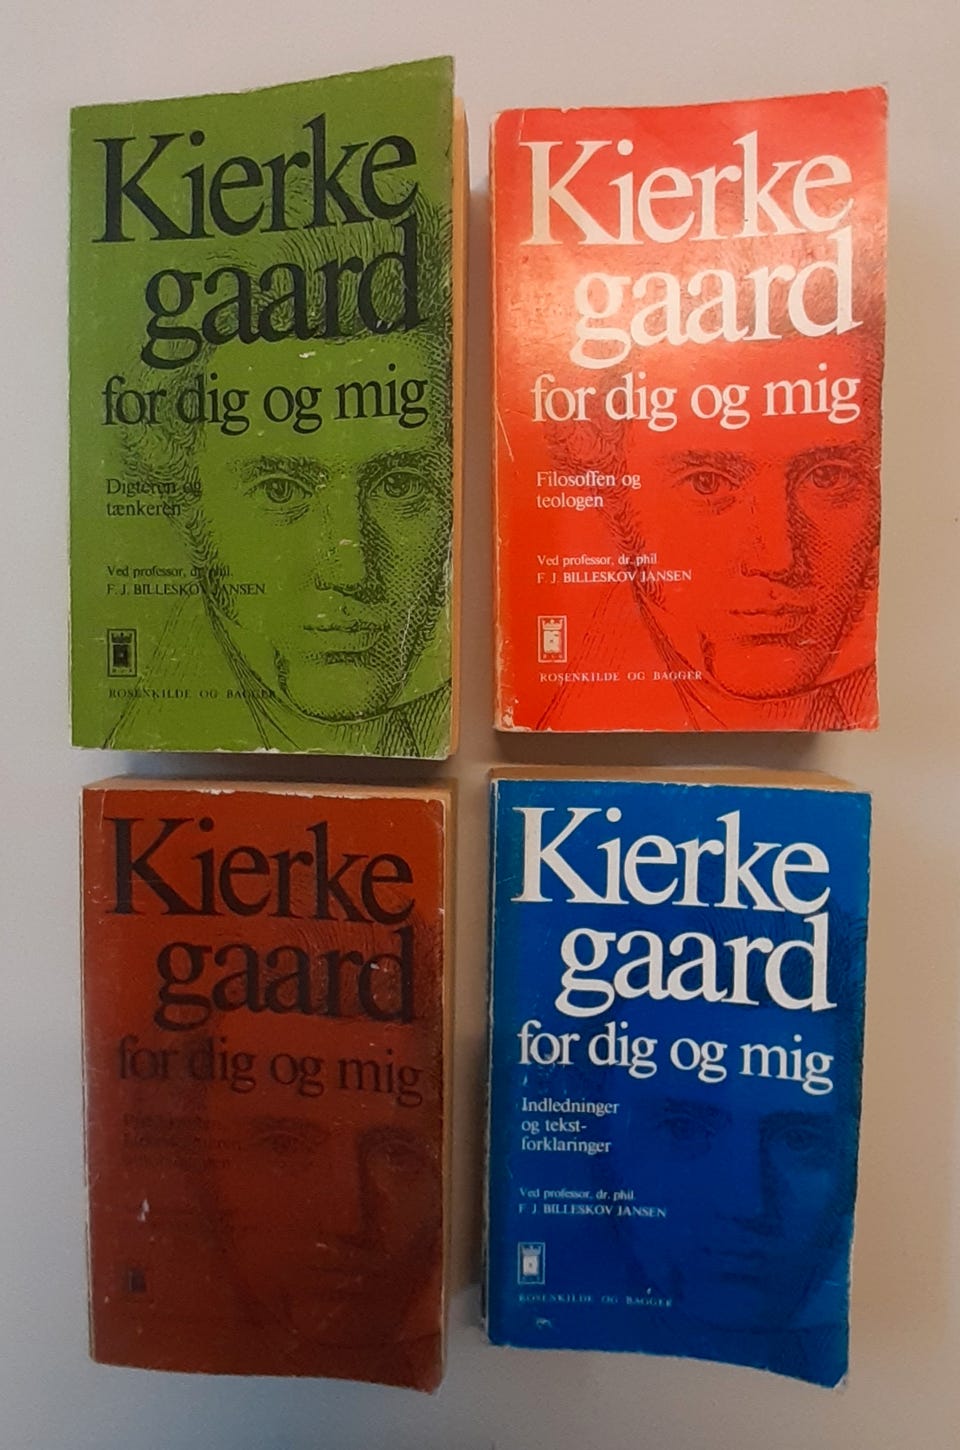 Kierke
gaard
for dig og mig
Digteren og
tænkeren
Ved professor, dr. phil.
F. J. BILLESKOV JANSEN
ROSENKILDE OG BAGGER
Kierke
gaard
for dig og mig
Filosoffen og
teologen
Ved professor, dr. phil.
F. J. BILLESKOV JANSEN
ROSENKILDE OG BAGGER
Kierke
gaard
for dig og mig
Kierke
gaard
for dig og mig
Indledninger
og tekst-
forklaringer
Ved professor, dr. phil.
F. J. BILLESKOV JANSEN
ROSENKILDE OG BAGGER